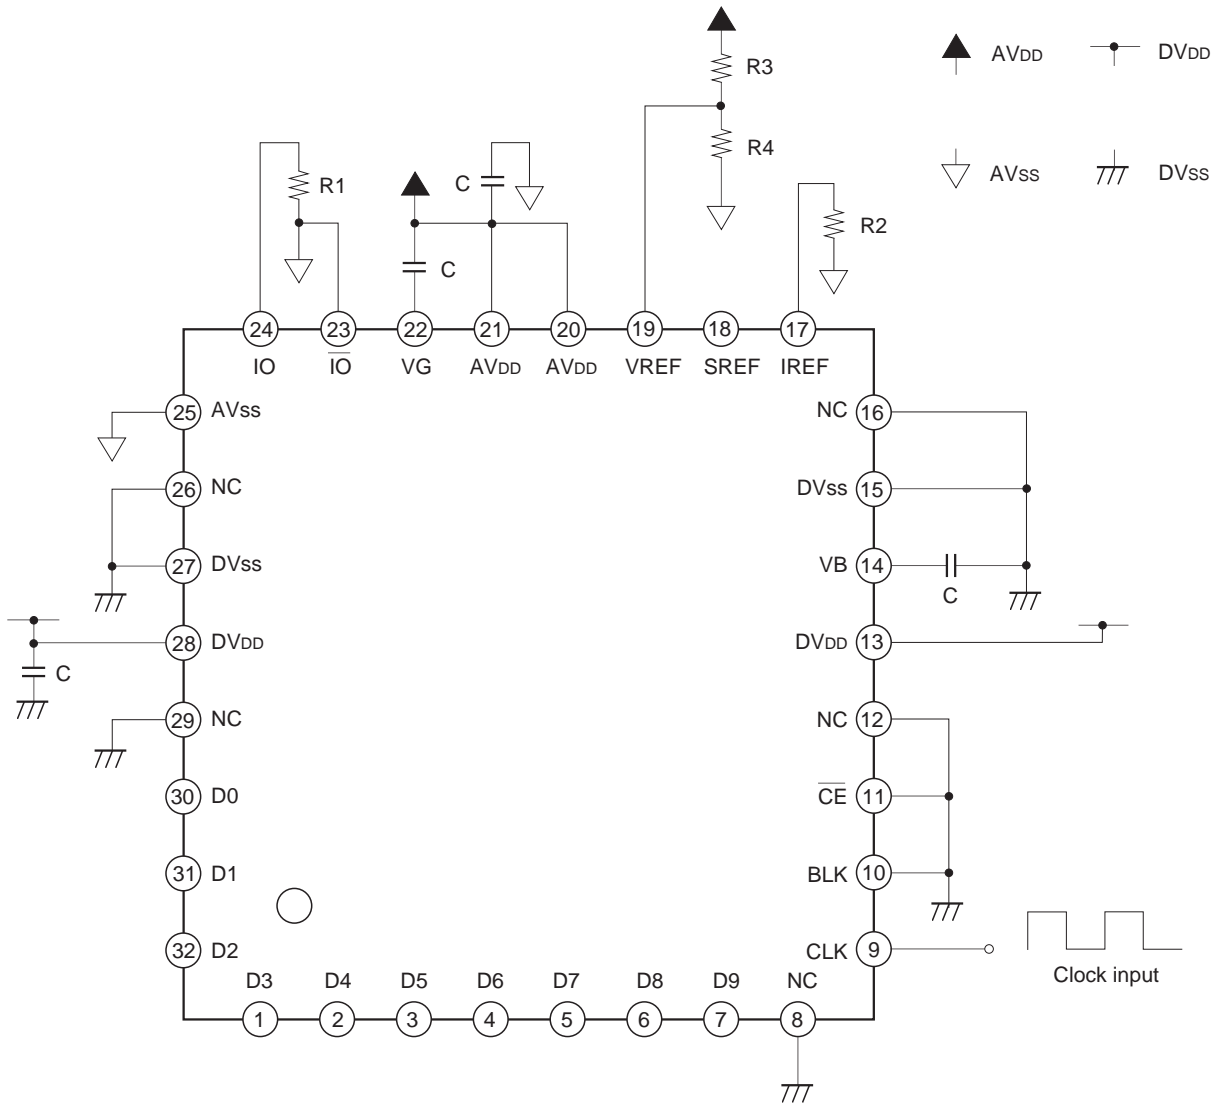 R3
AVDD
DVDD
R4
AVss
DVss
R1
C
R2
C
24
23
22
21
20
19
18
17
IO
IO
VG
AVDD
AVDD
VREF
SREF
IREF
25
AVss
NC
16
26
NC
DVss
15
27
DVss
VB
14
C
28
DVDD
DVDD
13
C
29
NC
NC
12
30
D0
CE
11
31
D1
BLK
10
32
D2
CLK
9
Clock input
D3
D4
D5
D6
D7
D8
D9
NC
1
2
3
4
5
6
7
8